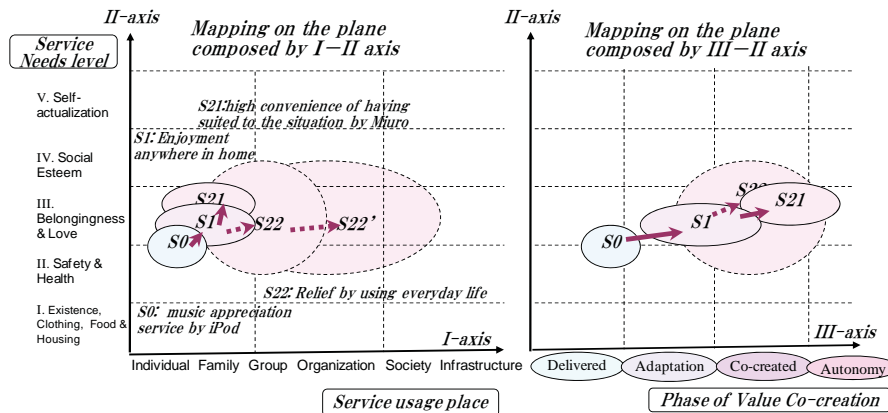 II-axis
Service
Needs level
Mapping on the plane
composed by I－II axis
V. Self-
actualization
S21:high convenience of having
suited to the situation by Miuro
S1: Enjoyment
anywhere in home
IV. Social
Esteem
III.
Belongingness
& Love
S21
S1
S22
S22'
S0
II. Safety &
Health
S22: Relief by using everyday life
I. Existence,
Clothing, Food &
Housing
S0: music appreciation
service by iPod
I-axis
Individual Family Group Organization Society Infrastructure
Service usage place
II-axis
Mapping on the plane
composed by III－II axis
S21
S1
S0
III-axis
Delivered
Adaptation
Co-created
Autonomy
Phase of Value Co-creation